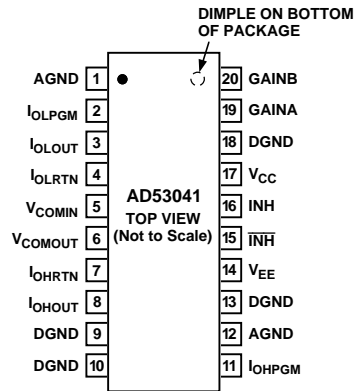 DIMPLE ON BOTTOM
OF PACKAGE
AGND 1
20 GAINB
IOLPGM 2
19 GAINA
IOLOUT 3
18 DGND
IOLRTN 4
17 VCC
AD53041
TOP VIEW
(Not to Scale)
VCOMIN 5
16 INH
VCOMOUT 6
15 INH
IOHRTN 7
14 VEE
IOHOUT 8
13 DGND
DGND 9
12 AGND
DGND 10
11 IOHPGM